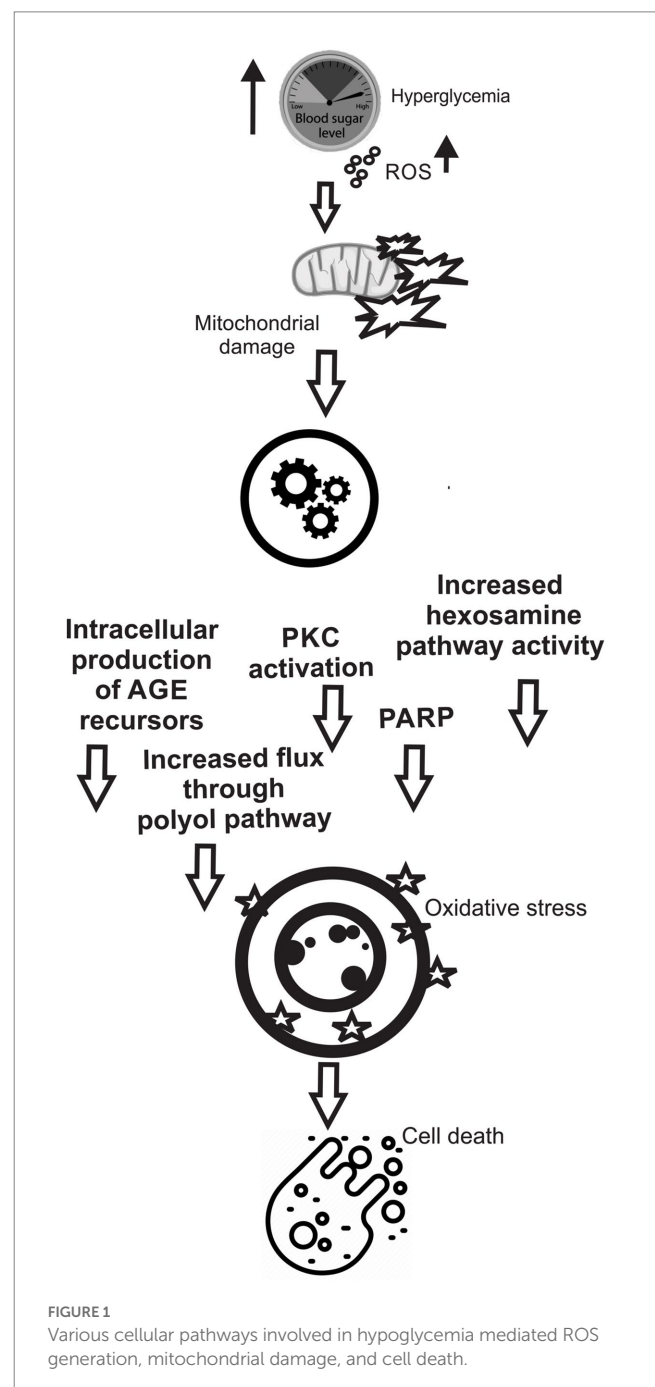 Hyperglycemia
Low
High
Blood sugar
level
ROS
Mitochondrial
damage
Increased
hexosamine
pathway activity
Intracellular
production
of AGE
recursors
PKC
activation
PARP
Increased flux
through
polyol pathway
Oxidative stress
Cell death
FIGURE 1
Various cellular pathways involved in hypoglycemia mediated ROS
generation, mitochondrial damage, and cell death.